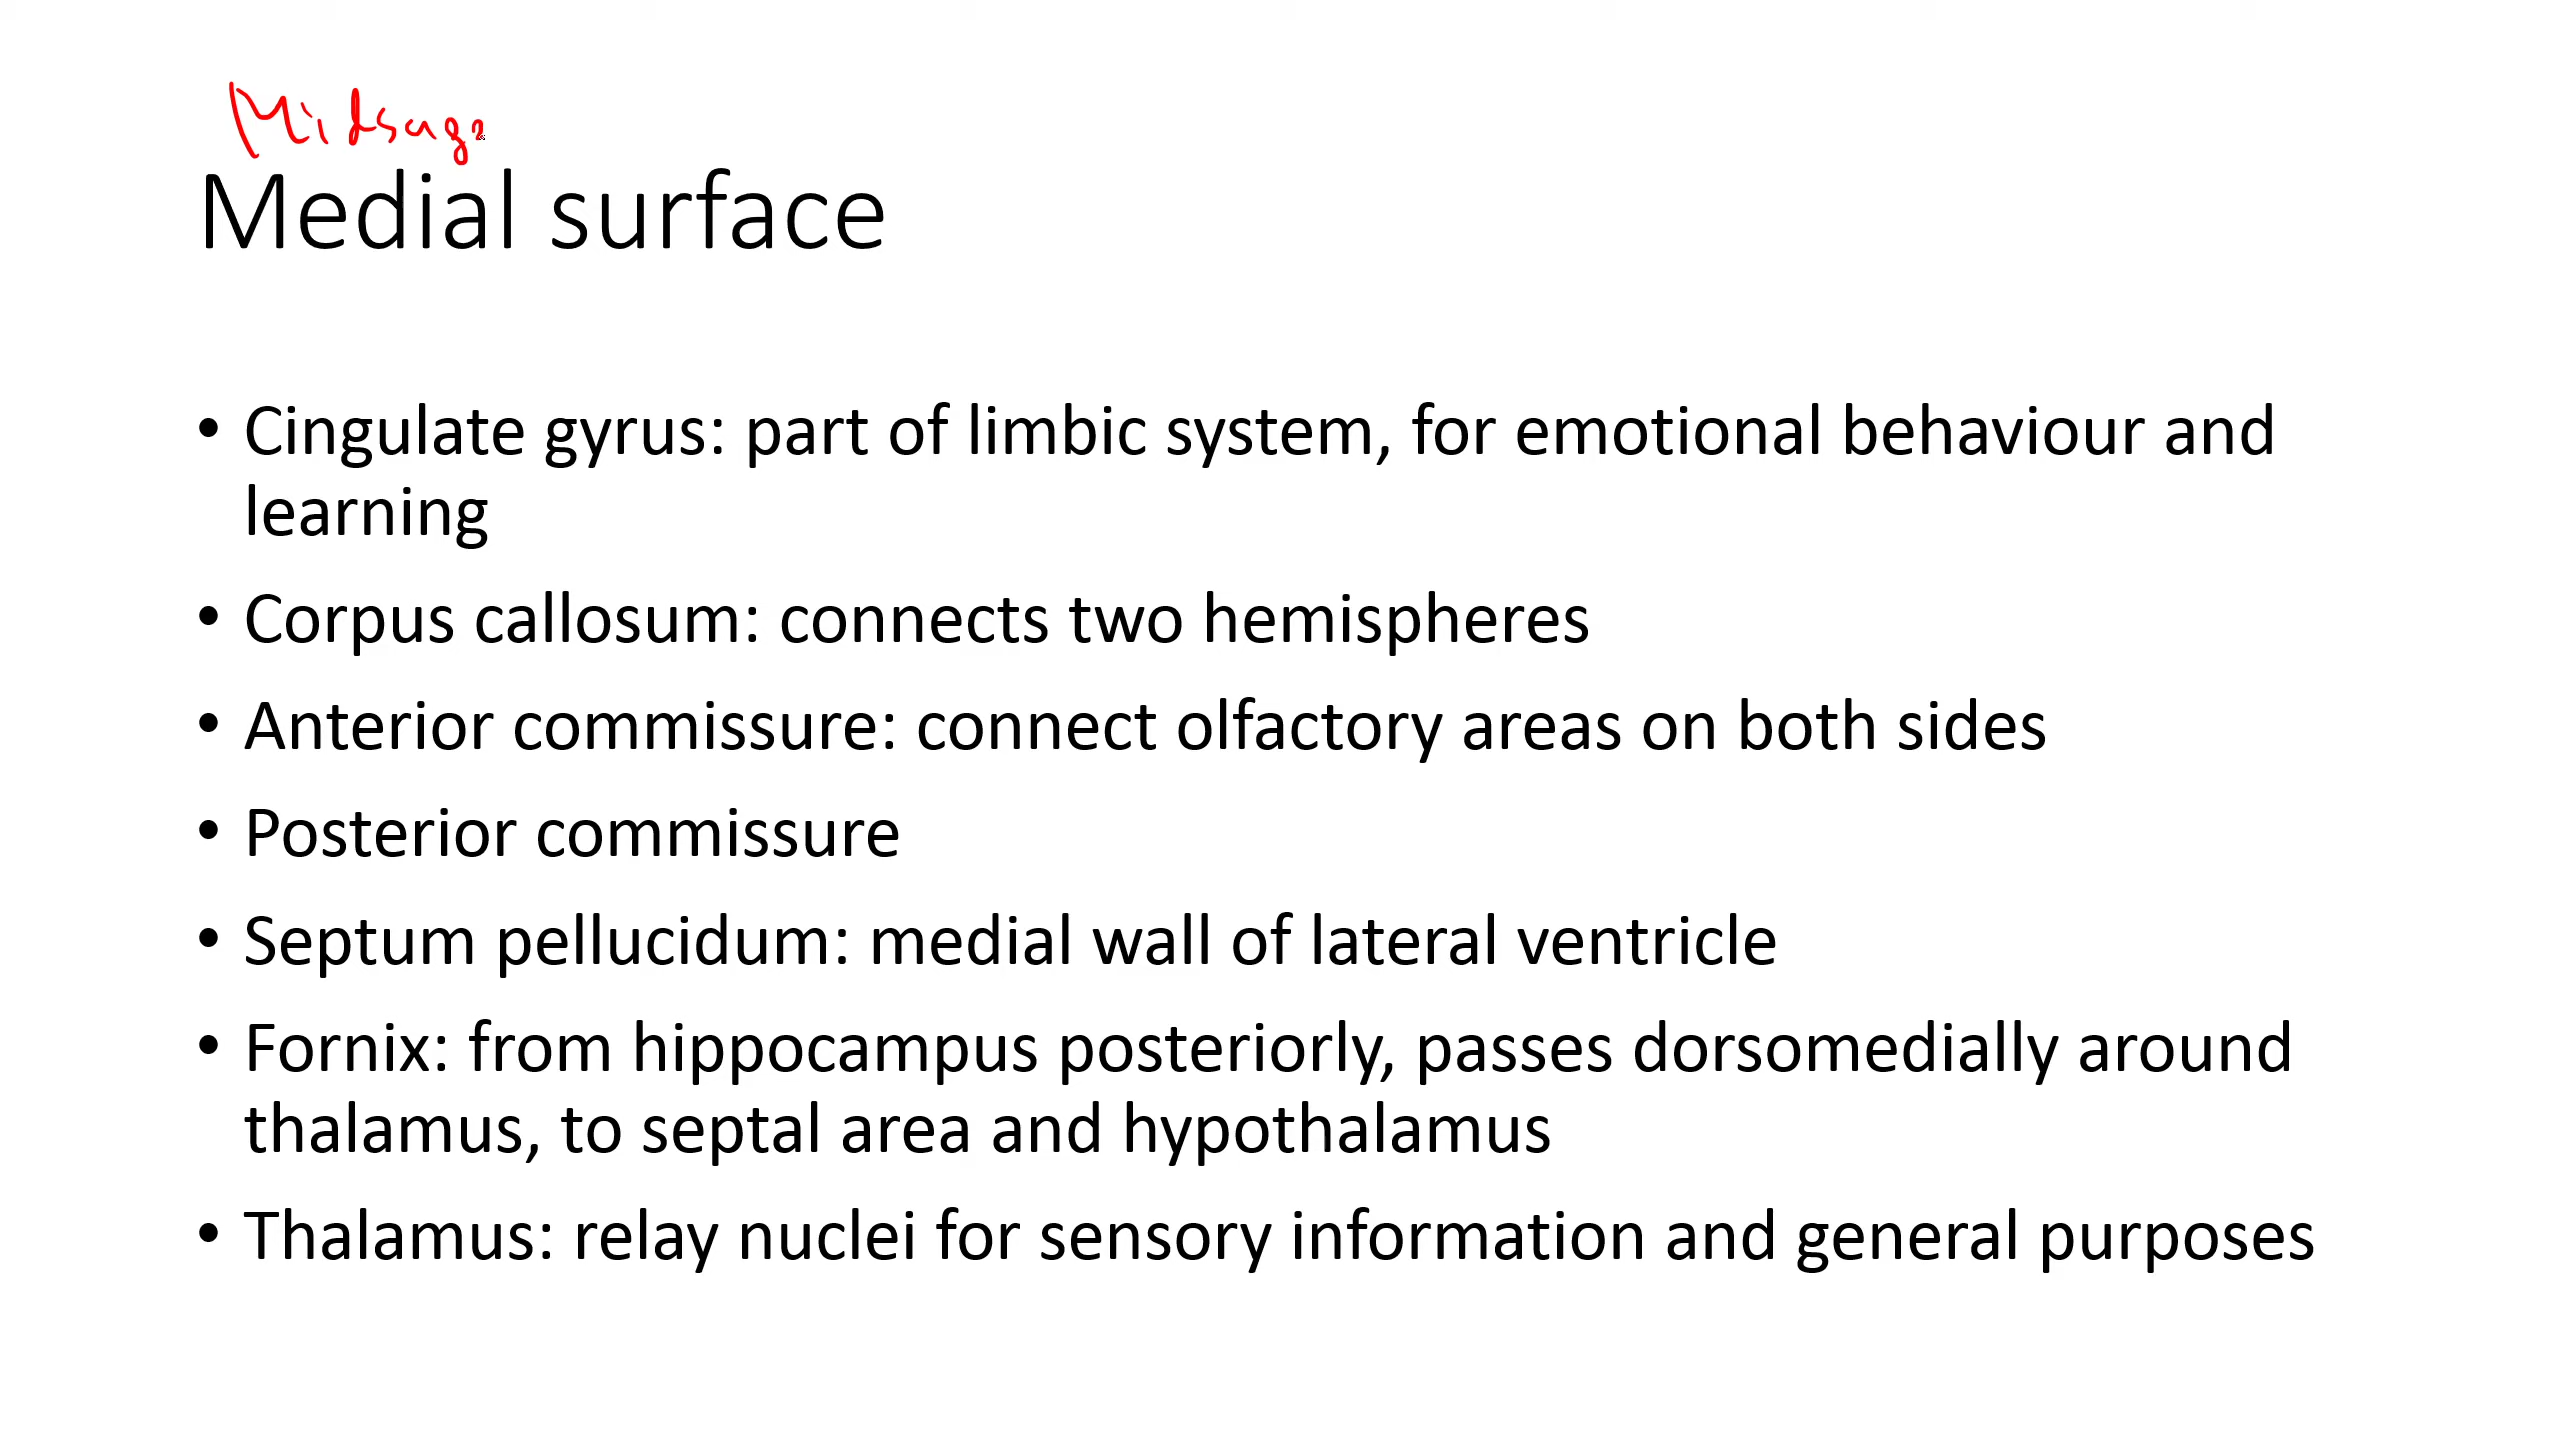 Midsag
Medial surface
• Cingulate gyrus: part of limbic system, for emotional behaviour and
learning
• Corpus callosum: connects two hemispheres
• Anterior commissure: connect olfactory areas on both sides
• Posterior commissure
• Septum pellucidum: medial wall of lateral ventricle
• Fornix: from hippocampus posteriorly, passes dorsomedially around
thalamus, to septal area and hypothalamus
• Thalamus: relay nuclei for sensory information and general purposes